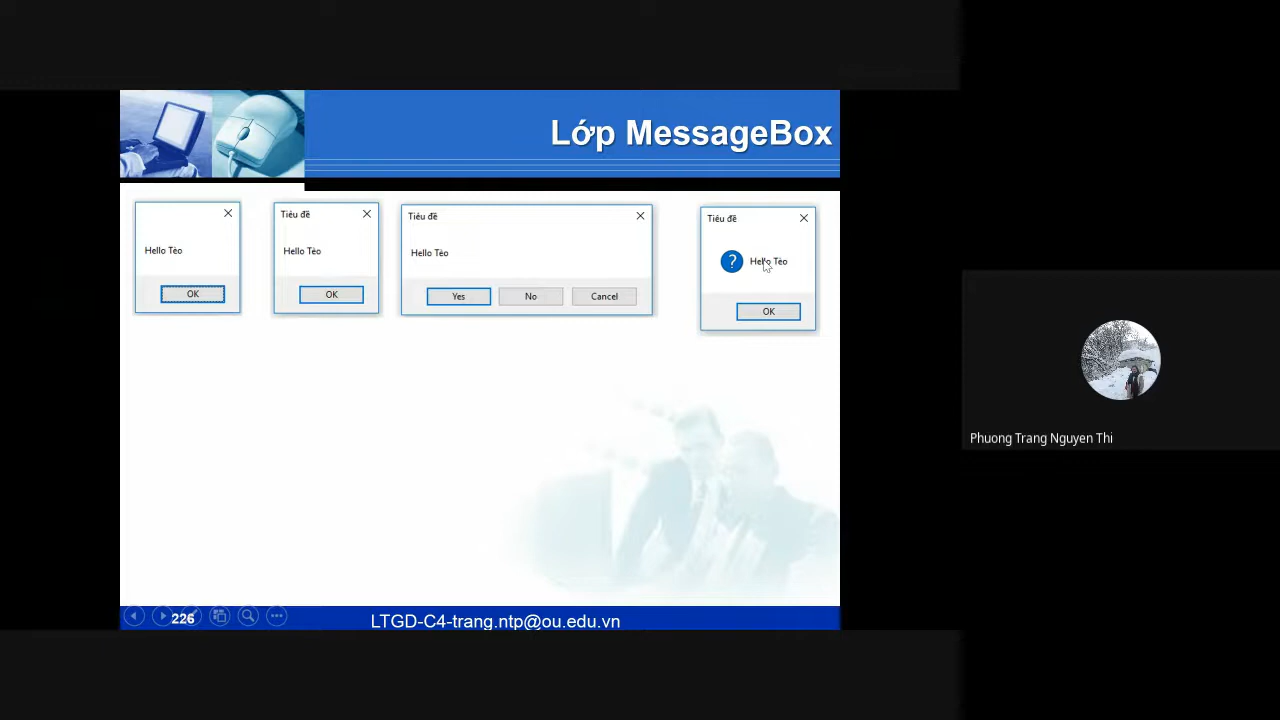 Lớp MessageBox
Hello Tèo
OK
Tiêu đề
Hello Tèo
OK
Tiêu đề
Hello Tèo
Yes No Cancel
Tiêu đề
? Hello Tèo
OK
226
LTGD-C4-trang.ntp@ou.edu.vn
Phuong Trang Nguyen Thi